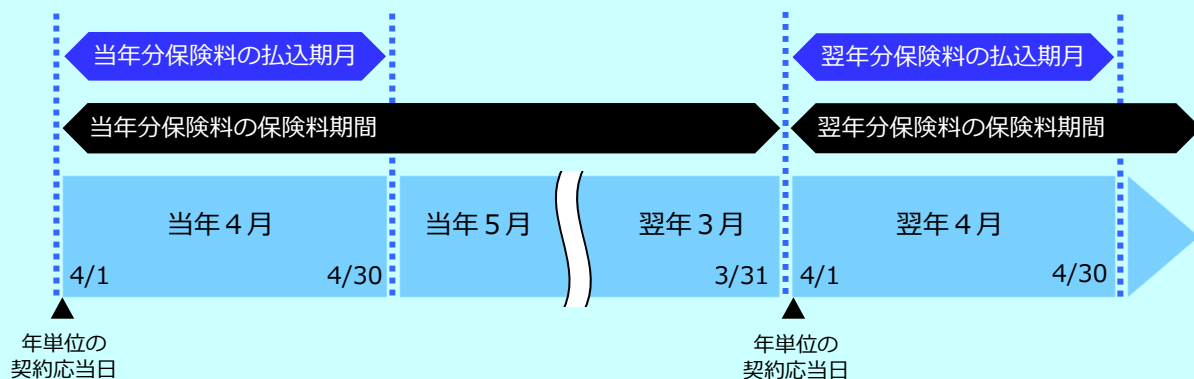 当年分保険料の払込期月
翌年分保険料の払込期月
当年分保険料の保険料期間
翌年分保険料の保険料期間
当年４月
当年５月
翌年３月
翌年４月
4/1
4/30
3/31
4/1
4/30
年単位の
契約応当日
年単位の
契約応当日